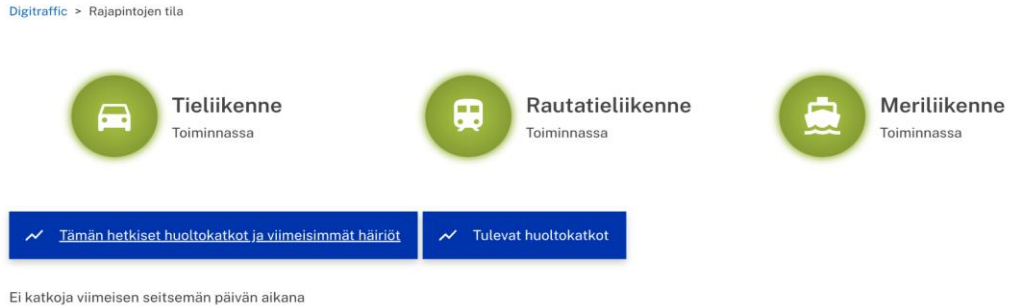 Digitraffic > Rajapintojen tila
Tieliikenne
Toiminnassa
Rautatieliikenne
Toiminnassa
Meriliikenne
Toiminnassa
Tämän hetkiset huoltokatkot ja viimeisimmät häiriöt
Tulevat huoltokatkot
Ei katkoja viimeisen seitsemän päivän aikana